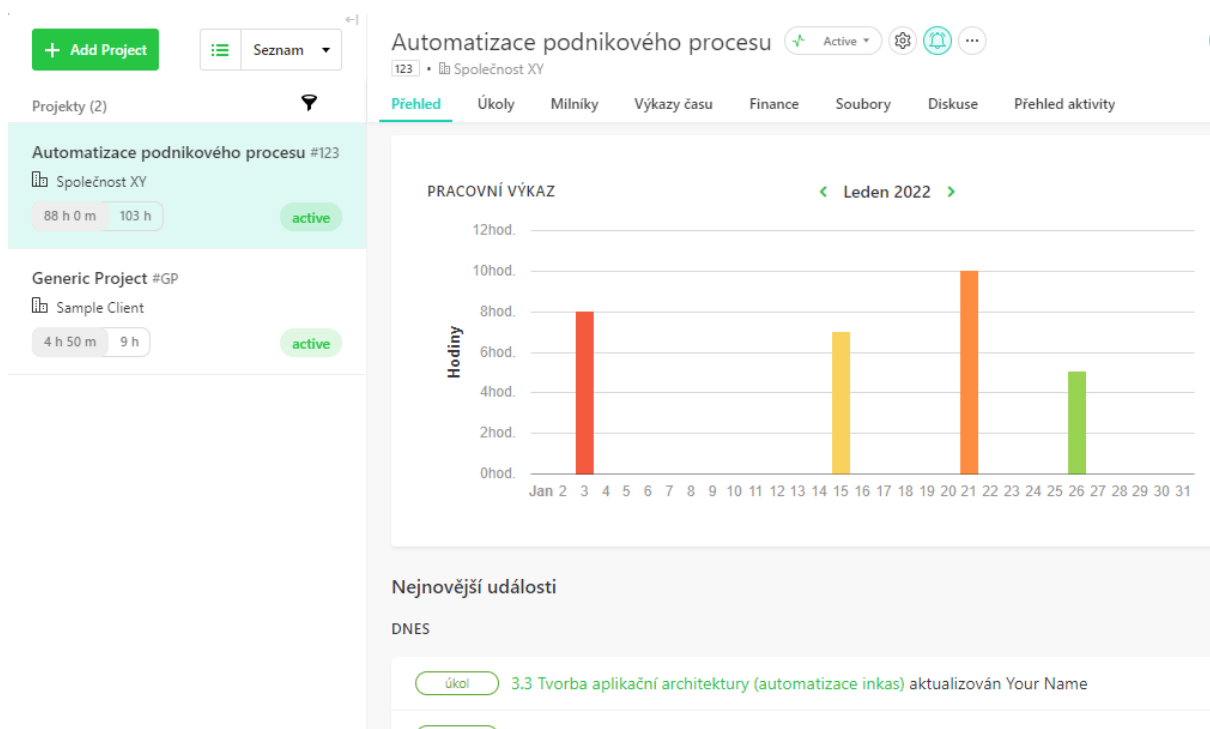 + Add Project
Seznam
Projekty (2)
Automatizace podnikového procesu #123
Společnost XY
88 h 0 m 103 h
active
Generic Project #GP
Sample Client
4 h 50 m 9 h
active
Automatizace podnikového procesu
Active
123 • Společnost XY
Přehled Úkoly Milníky Výkazy času Finance Soubory Diskuse Přehled aktivity
PRACOVNÍ VÝKAZ
Leden 2022
12hod.
10hod.
8hod.
6hod.
4hod.
2hod.
0hod.
Hodiny
Jan 2 3 4 5 6 7 8 9 10 11 12 13 14 15 16 17 18 19 20 21 22 23 24 25 26 27 28 29 30 31
Nejnovější události
DNES
úkol 3.3 Tvorba aplikační architektury (automatizace inkas) aktualizován Your Name